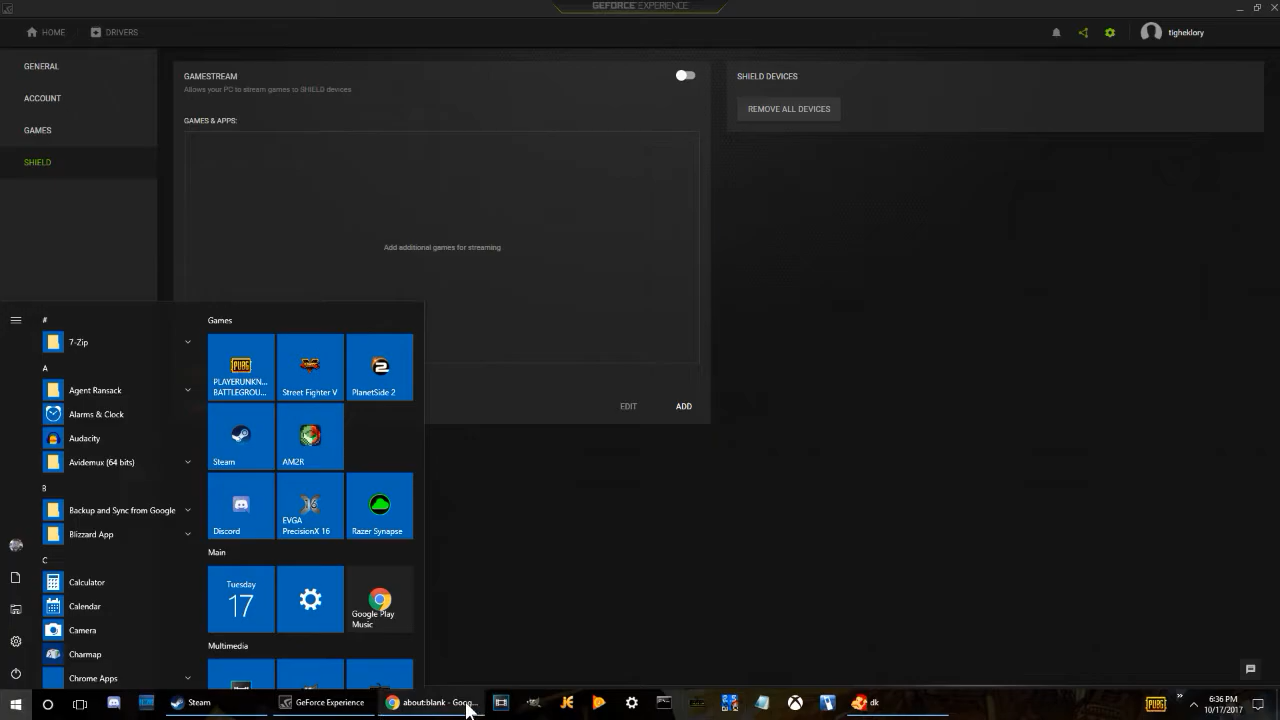 GEFORCE EXPERIENCE
HOME
DRIVERS
tigheklory
GENERAL
ACCOUNT
GAMES
SHIELD
GAMESTREAM
Allows your PC to stream games to SHIELD devices
GAMES & APPS:
Add additional games for streaming
EDIT
ADD
SHIELD DEVICES
REMOVE ALL DEVICES
#
7-Zip
A
Agent Ransack
Alarms & Clock
Audacity
Avidemux (64 bits)
B
Backup and Sync from Google
Blizzard App
C
Calculator
Calendar
Camera
Charmap
Chrome Apps
Games
PUBG
PLAYERUNKN...
BATTLEGROU...
Street Fighter V
PlanetSide 2
Steam
AM2R
Discord
EVGA
PrecisionX 16
Razer Synapse
Main
Tuesday
17
Google Play
Music
Multimedia
Steam
GeForce Experience
about:blank - Goog...
dk
PUBG
6:36 PM
10/17/2017